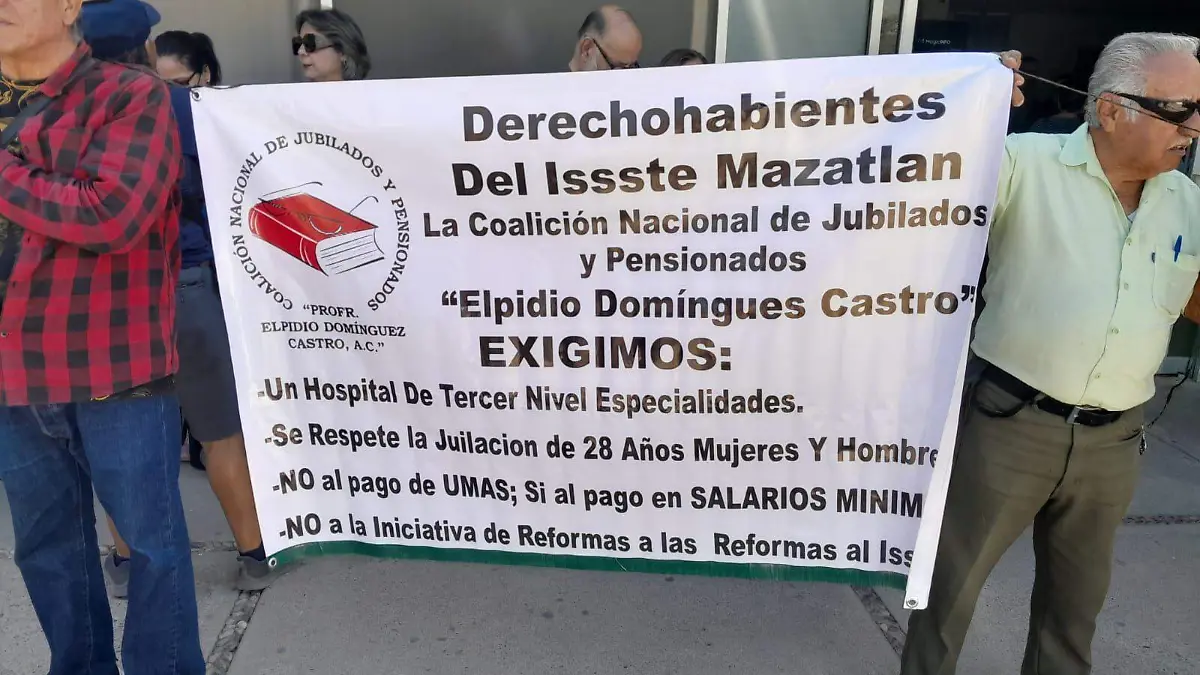 COALICIÓN NACIONAL DE JUBILADOS Y PENSIONADOS
"PROFR.
ELPIDIO DOMÍNGUEZ
CASTRO, A.C."
Derechohabientes
Del Issste Mazatlan
La Coalición Nacional de Jubilados
y Pensionados
"Elpidio Domíngues Castro"
EXIGIMOS:
-Un Hospital De Tercer Nivel Especialidades.
-Se Respete la Juilacion de 28 Años Mujeres Y Hombre
-NO al pago de UMAS; Si al pago en SALARIOS MINIM
-NO a la Iniciativa de Reformas a las Reformas al Iss